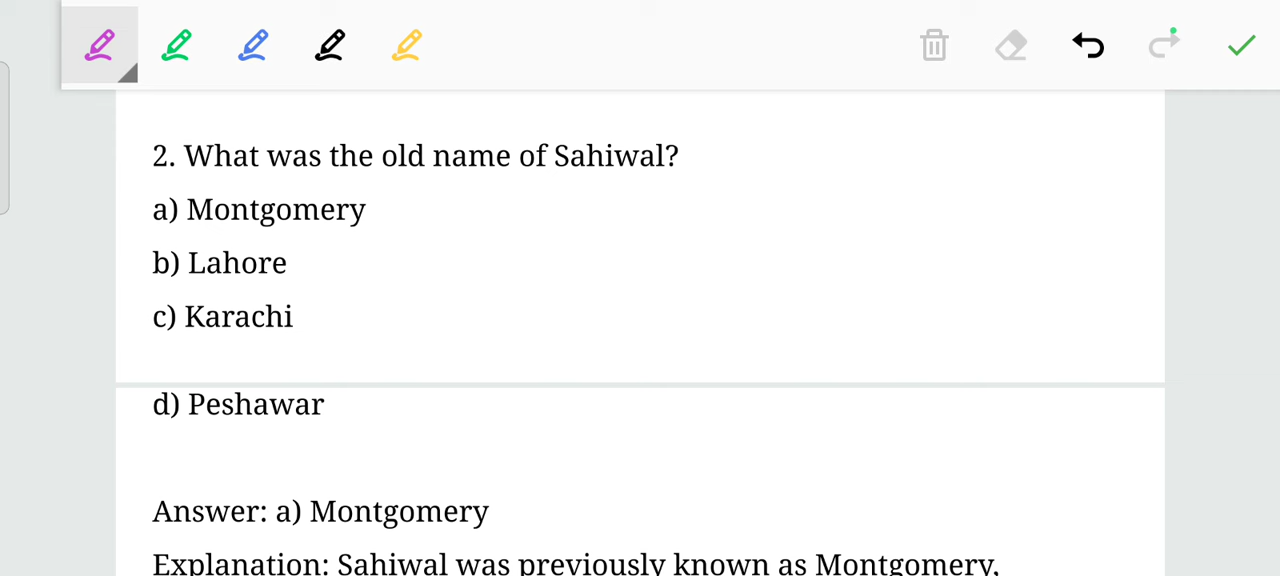 2. What was the old name of Sahiwal?
a) Montgomery
b) Lahore
c) Karachi
d) Peshawar
Answer: a) Montgomery
Explanation: Sahiwal was previously known as Montgomery,